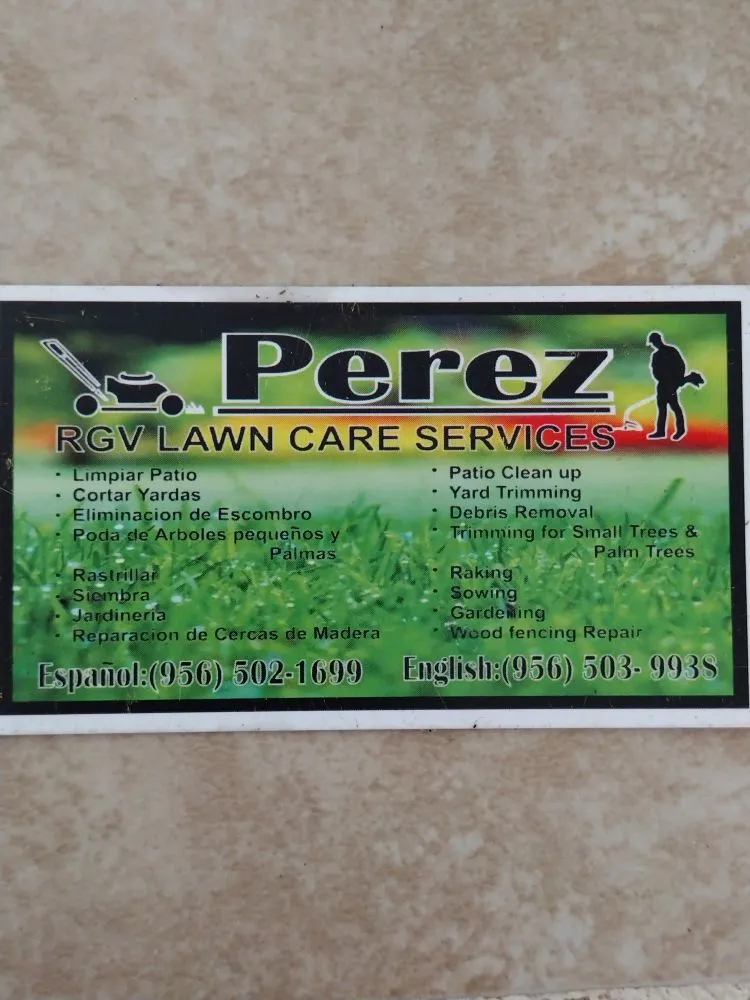 Perez
RGV LAWN CARE SERVICES
· Limpiar Patio
· Cortar Yardas
· Eliminacion de Escombro
· Poda de Arboles pequeños y
Palmas
· Rastrillar
· Siembra
· Jardinería
· Reparacion de Cercas de Madera
· Patio Clean up
· Yard Trimming
· Debris Removal
· Trimming for Small Trees &
Palm Trees
· Raking
· Sowing
· Gardening
· Wood fencing Repair
Español:(956) 502-1699
English:(956) 503- 9938